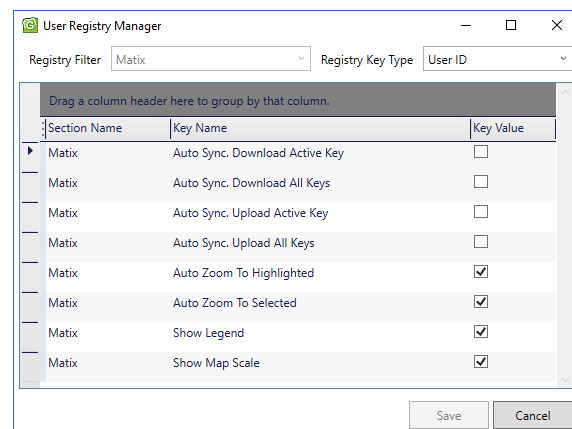 User Registry Manager
Registry Filter Matix Registry Key Type User ID
Drag a column header here to group by that column.
Section Name Key Name Key Value
Matix Auto Sync. Download Active Key
Matix Auto Sync. Download All Keys
Matix Auto Sync. Upload Active Key
Matix Auto Sync. Upload All Keys
Matix Auto Zoom To Highlighted
Matix Auto Zoom To Selected
Matix Show Legend
Matix Show Map Scale
Save Cancel